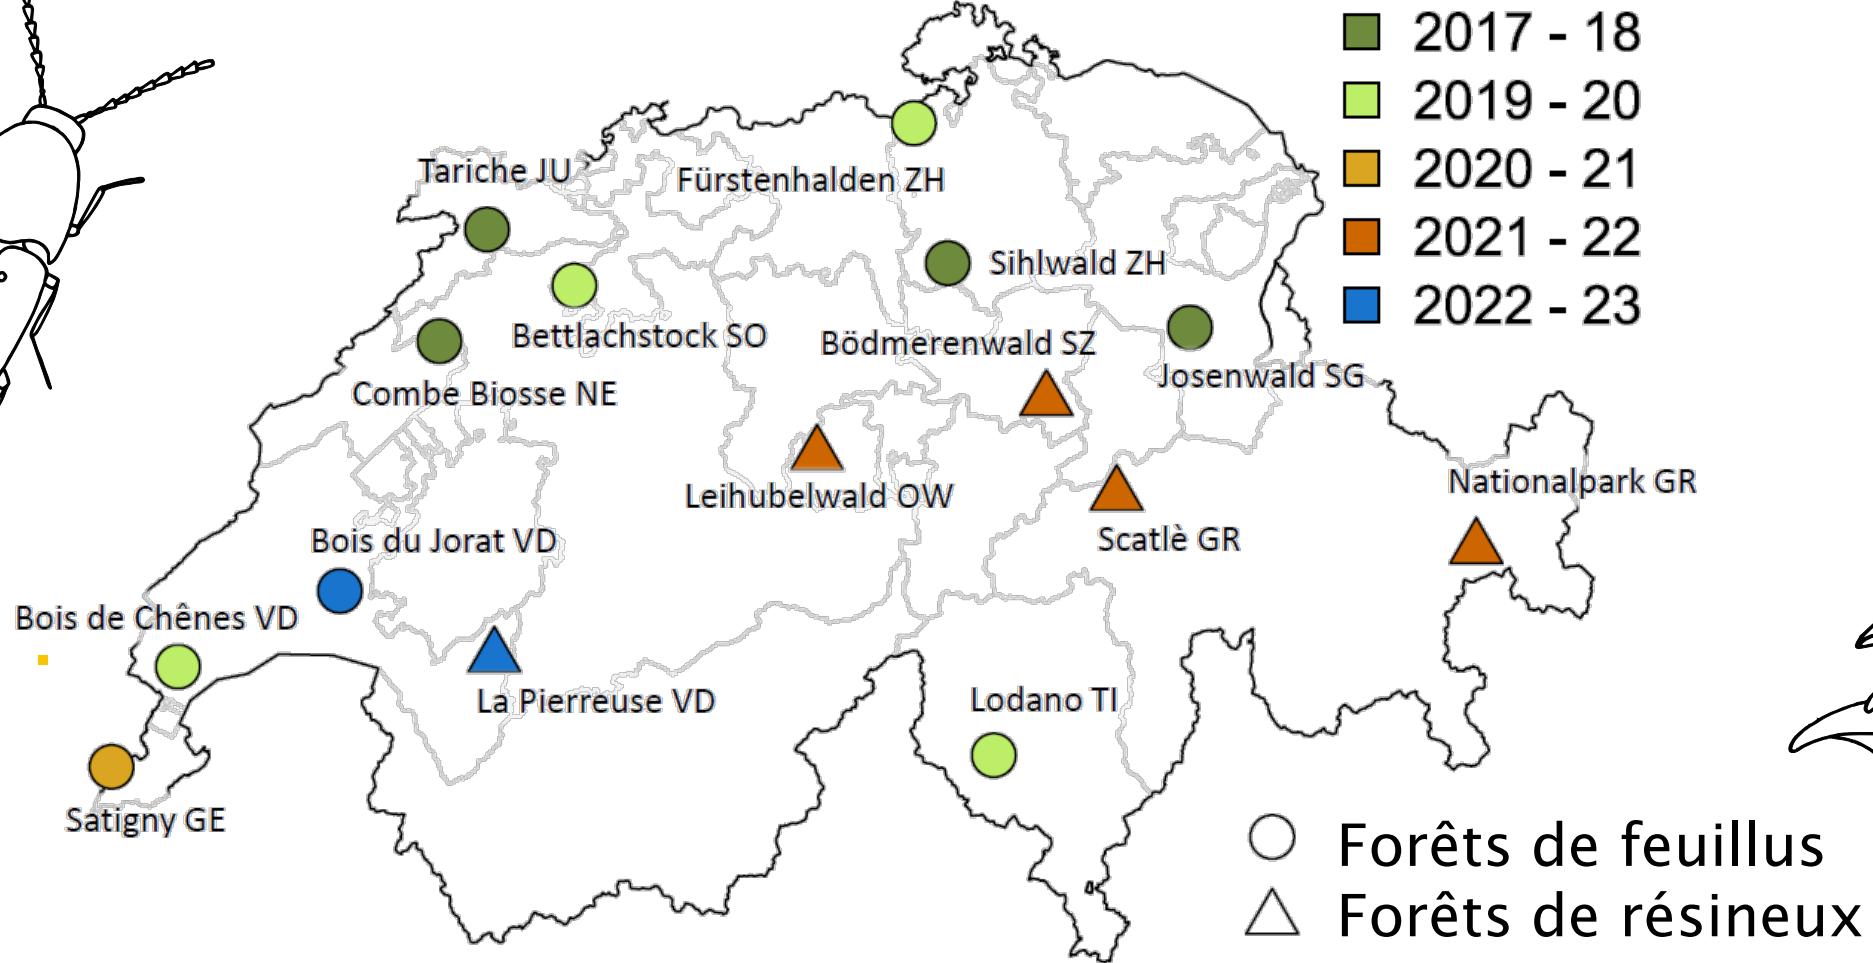 2017 - 18
2019 - 20
2020 - 21
2021 - 22
2022 - 23
Tariche JU
Fürstenhalden ZH
Sihlwald ZH
Bettlachstock SO
Bödmerenwald SZ
Josenwald SG
Combe Biosse NE
Leihubelwald OW
Nationalpark GR
Bois du Jorat VD
Scatlè GR
Bois de Chênes VD
La Pierreuse VD
Lodano TI
Satigny GE
Forêts de feuillus
Forêts de résineux